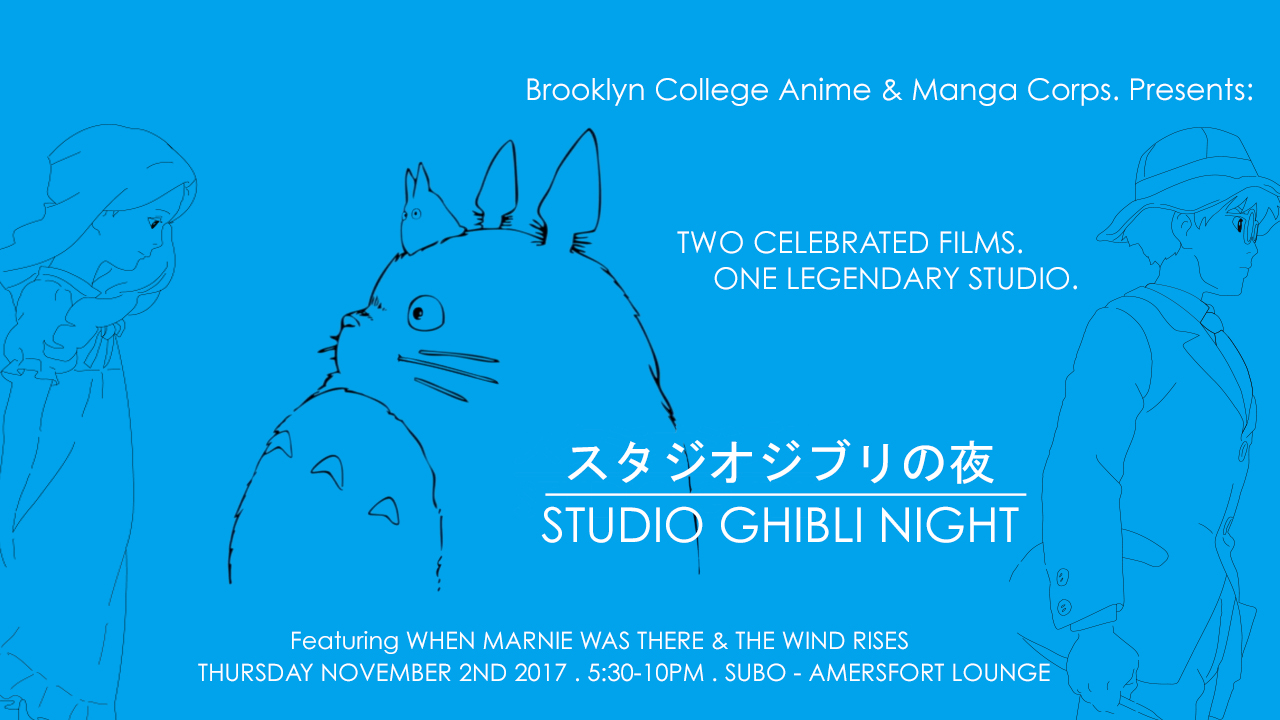 Brooklyn College Anime & Manga Corps. Presents:
TWO CELEBRATED FILMS.
ONE LEGENDARY STUDIO.
スタジオジブリの夜
STUDIO GHIBLI NIGHT
Featuring WHEN MARNIE WAS THERE & THE WIND RISES
THURSDAY NOVEMBER 2ND 2017 . 5:30-10PM . SUBO - AMERSFORT LOUNGE